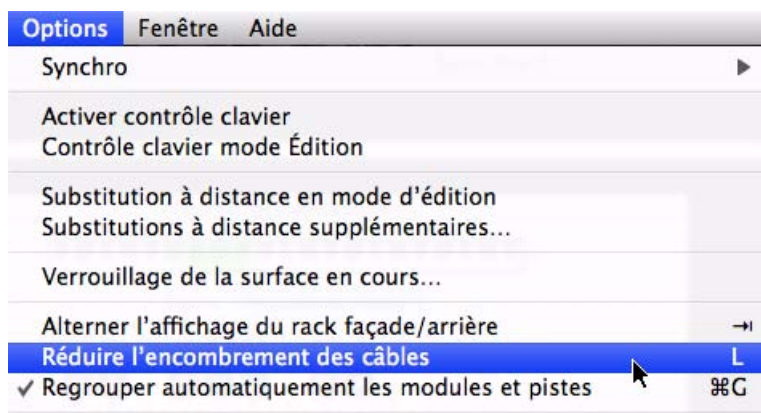 Options Fenêtre Aide
Synchro ▶
Activer contrôle clavier
Contrôle clavier mode Édition
Substitution à distance en mode d'édition
Substitutions à distance supplémentaires...
Verrouillage de la surface en cours...
Alterner l'affichage du rack façade/arrière ⇥
Réduire l'encombrement des câbles L
✓ Regrouper automatiquement les modules et pistes ⌘G